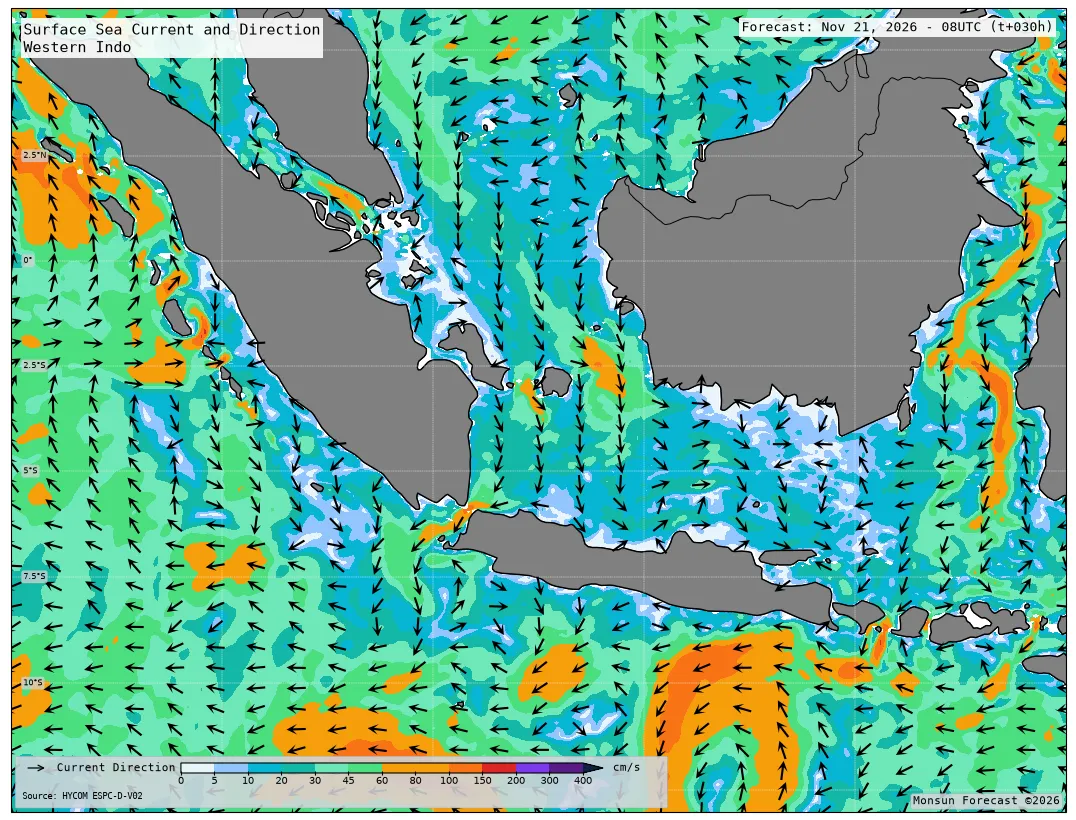 Surface Sea Current and Direction
Western Indo
Forecast: Nov 21, 2026 - 08UTC (t+030h)
2.5°N
0°
2.5°S
5°S
7.5°S
10°S
Current Direction
0 5 10 20 30 45 60 80 100 150 200 300 400 cm/s
Source: HYCOM ESPC-D-V02
Monsun Forecast ©2026